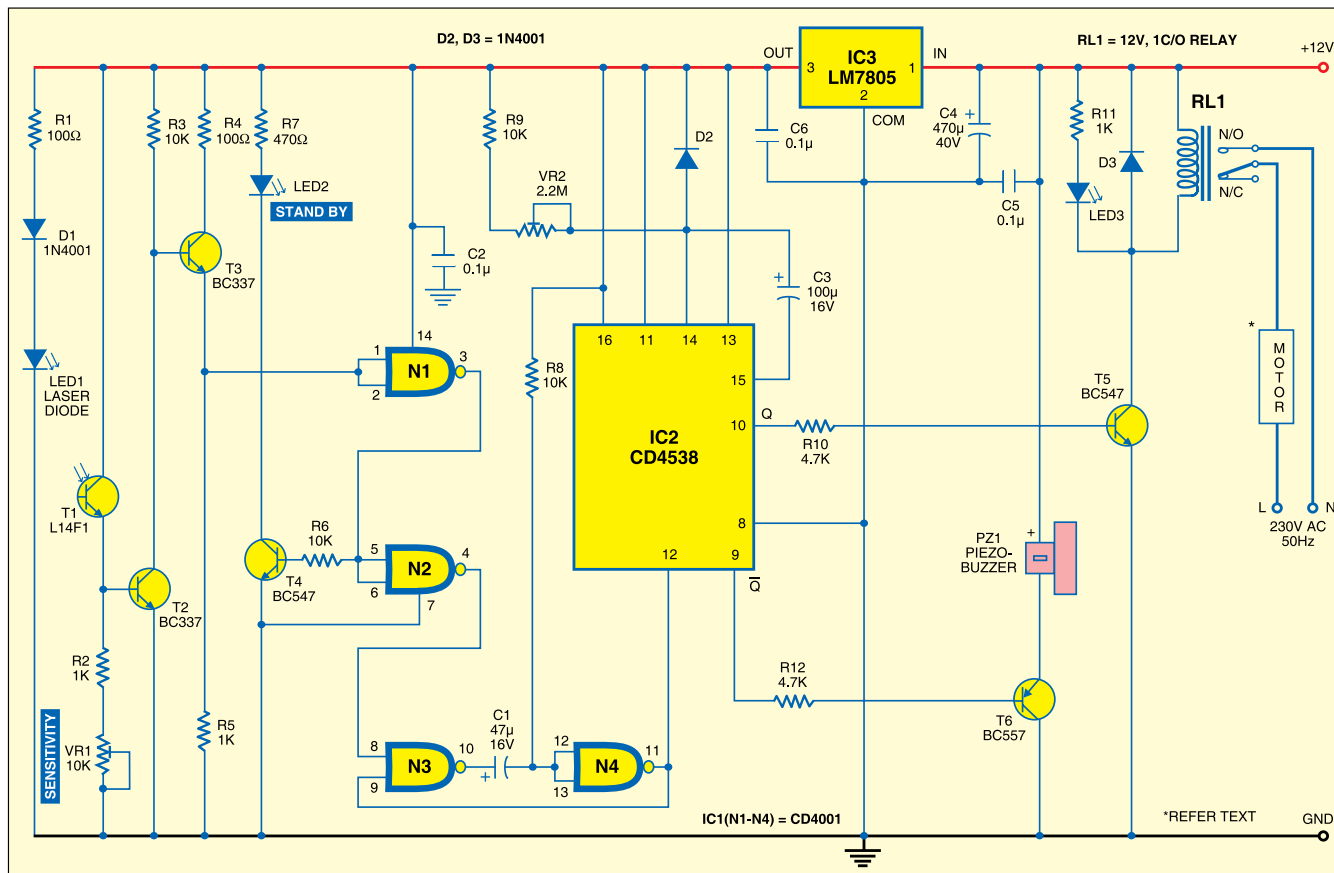 D2, D3 = 1N4001
OUT
IC3
LM7805
3
1
2
IN
COM
RL1 = 12V, 1C/O RELAY
+12V
R1
100Ω
R3
10K
R4
100Ω
R7
470Ω
R9
10K
C6
0.1µ
C4
470µ
40V
+
R11
1K
RL1
N/O
N/C
D2
D3
LED2
STAND BY
VR2
2.2M
C5
0.1µ
LED3
D1
1N4001
T3
BC337
C2
0.1µ
+
C3
100µ
16V
14
1
2
N1
3
16
11
14
13
15
LED1
LASER
DIODE
R8
10K
*
MOTOR
T5
BC547
Q
10
R10
4.7K
IC2
CD4538
T1
L14F1
L
N
230V AC
50Hz
R6
10K
8
12
9
Q
PZ1
PIEZO-
BUZZER
+
T4
BC547
5
6
N2
4
7
T2
BC337
R2
1K
R12
4.7K
T6
BC557
SENSITIVITY
VR1
10K
R5
1K
C1
47µ
16V
+
8
9
N3
10
12
13
N4
11
IC1(N1-N4) = CD4001
*REFER TEXT
GND